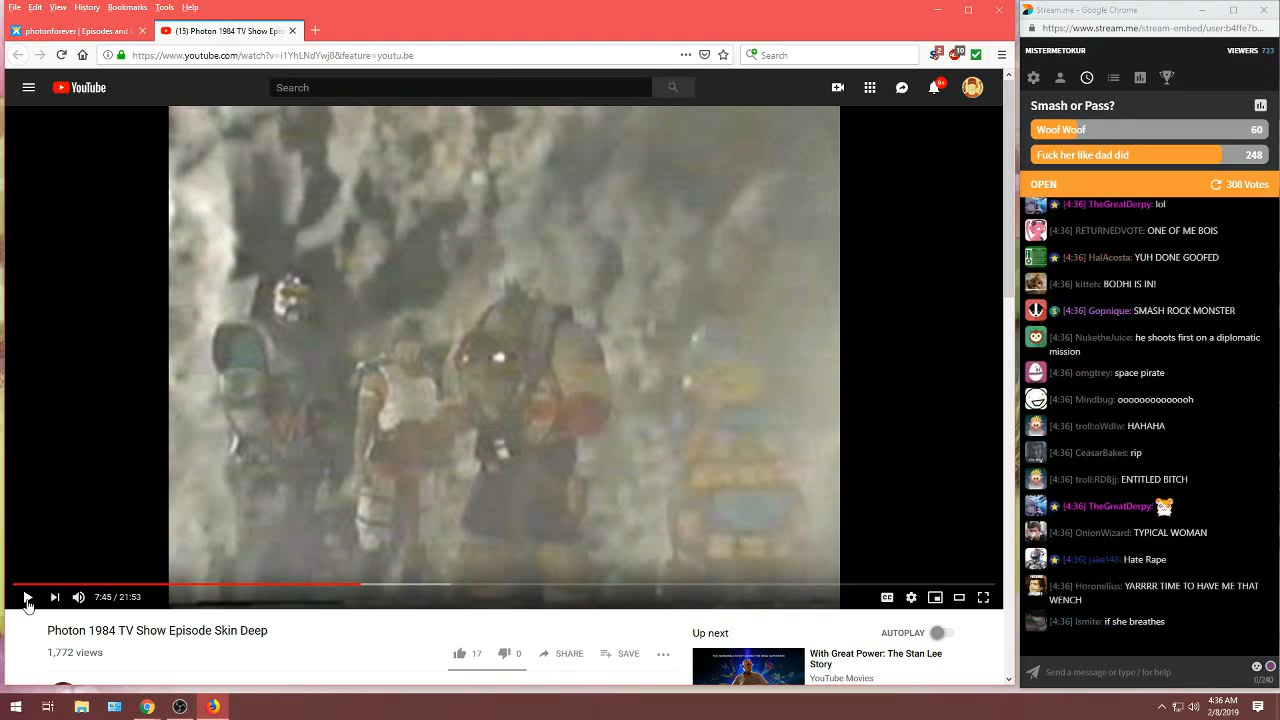 File Edit View History Bookmarks Tools Help
photonforever | Episodes and
(15) Photon 1984 TV Show Epi
https://www.youtube.com/watch?v=i1YhLNdYwj8&feature=youtu.be
Search
2
10
YouTube
Search
9+
7:45 / 21:53
CC
Photon 1984 TV Show Episode Skin Deep
1,772 views
17
0
SHARE
SAVE
Up next
AUTOPLAY
With Great Power: The Stan Lee
Story
YouTube Movies
Stream.me - Google Chrome
https://www.stream.me/stream-embed/user:b4ffe7b...
MISTERMETOKUR
VIEWERS 723
Smash or Pass?
Woof Woof 60
Fuck her like dad did 248
OPEN
308 Votes
[4:36] TheGreatDerpy: lol
[4:36] RETURNEDVOTE: ONE OF ME BOIS
[4:36] HalAcosta: YUH DONE GOOFED
[4:36] kitteh: BODHI IS IN!
[4:36] Gopnique: SMASH ROCK MONSTER
[4:36] NuketheJuice: he shoots first on a diplomatic
mission
[4:36] omgtrey: space pirate
[4:36] Mindbug: oooooooooooooh
[4:36] troll:oWdlw: HAHAHA
[4:36] CeasarBakes: rip
[4:36] troll:RDBjj: ENTITLED BITCH
[4:36] TheGreatDerpy:
[4:36] OnionWizard: TYPICAL WOMAN
[4:36] jake148: Hate Rape
[4:36] Horonelius: YARRRR TIME TO HAVE ME THAT
WENCH
[4:36] ismite: if she breathes
Send a message or type / for help
0/240
4:36 AM
2/8/2019